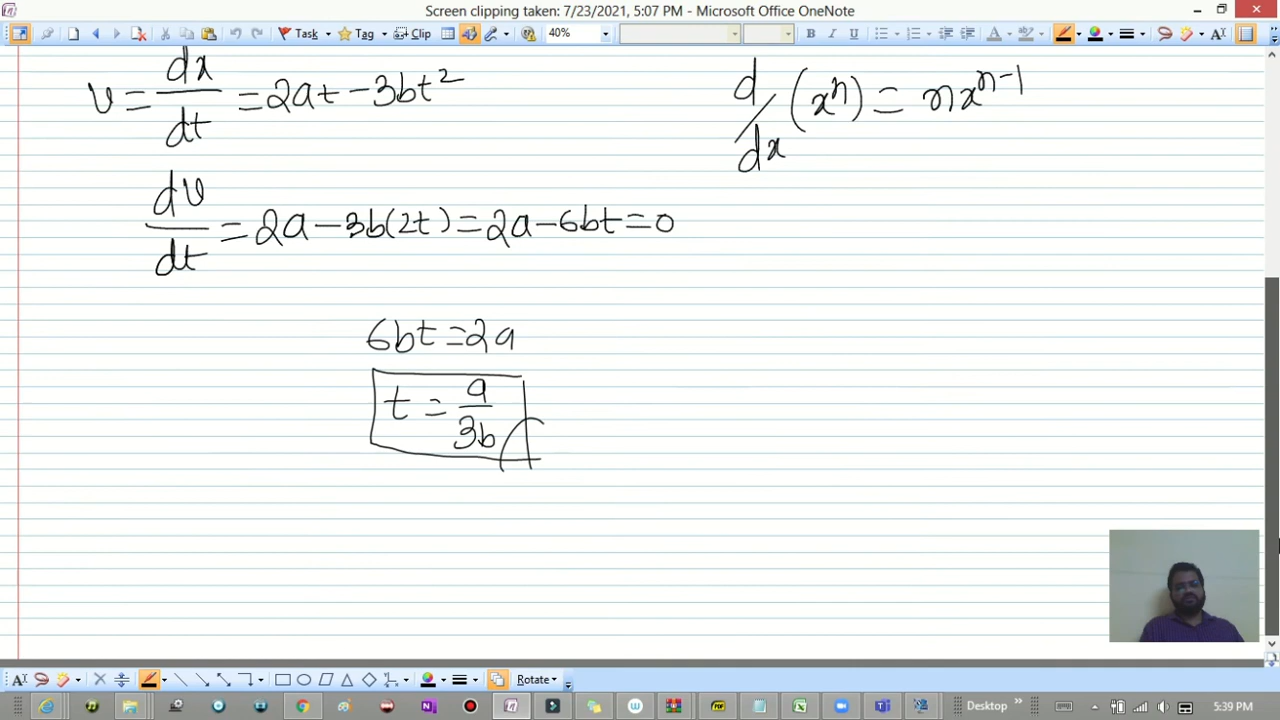 Screen clipping taken: 7/23/2021, 5:07 PM - Microsoft Office OneNote
Task Tag Clip 40% B I U ab A
v = dx/dt = 2at - 3bt²
d/dx (xⁿ) = nxⁿ⁻¹
dv/dt = 2a - 3b(2t) = 2a - 6bt = 0
6bt = 2a
t = a/3b
Rotate
Desktop » 5:39 PM